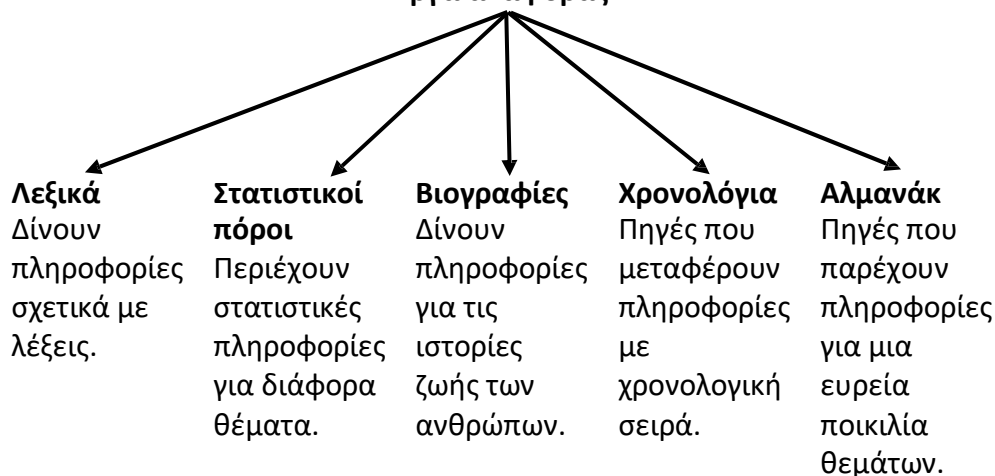 Λεξικά
Δίνουν
πληροφορίες
σχετικά με
λέξεις.
Στατιστικοί
πόροι
Περιέχουν
στατιστικές
πληροφορίες
για διάφορα
θέματα.
Βιογραφίες
Δίνουν
πληροφορίες
για τις
ιστορίες
ζωής των
ανθρώπων.
Χρονολόγια
Πηγές που
μεταφέρουν
πληροφορίες
με
χρονολογική
σειρά.
Αλμανάκ
Πηγές που
παρέχουν
πληροφορίες
για μια
ευρεία
ποικιλία
θεμάτων.